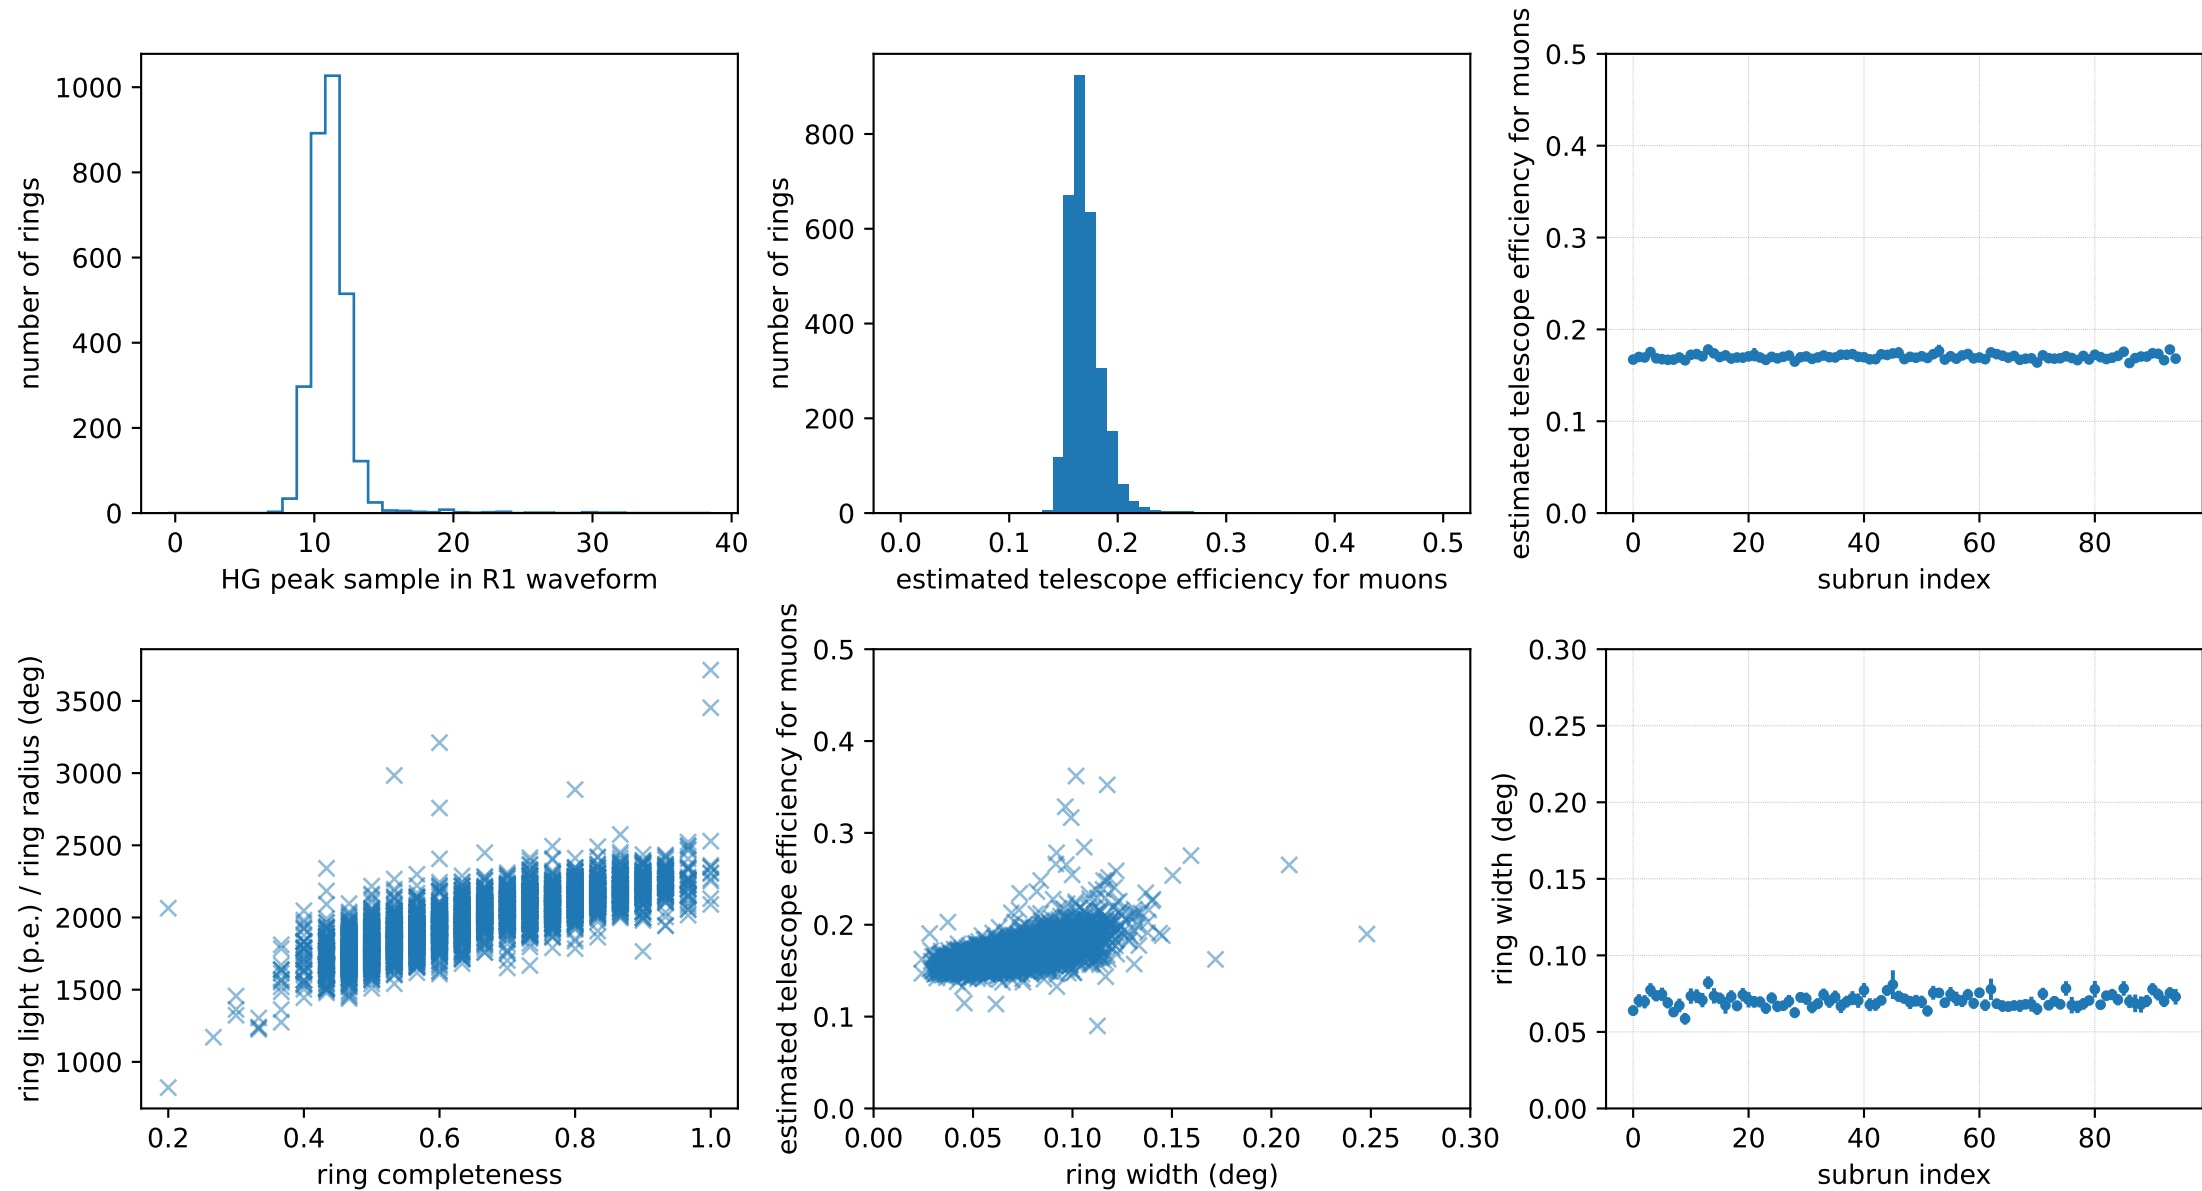 number of rings
1000
800
600
400
200
0
0 10 20 30 40
HG peak sample in R1 waveform
number of rings
800
600
400
200
0
0.0 0.1 0.2 0.3 0.4 0.5
estimated telescope efficiency for muons
estimated telescope efficiency for muons
0.5
0.4
0.3
0.2
0.1
0.0
0 20 40 60 80
subrun index
ring light (p.e.) / ring radius (deg)
3500
3000
2500
2000
1500
1000
0.2 0.4 0.6 0.8 1.0
ring completeness
estimated telescope efficiency for muons
0.5
0.4
0.3
0.2
0.1
0.0
0.00 0.05 0.10 0.15 0.20 0.25 0.30
ring width (deg)
ring width (deg)
0.30
0.25
0.20
0.15
0.10
0.05
0.00
0 20 40 60 80
subrun index